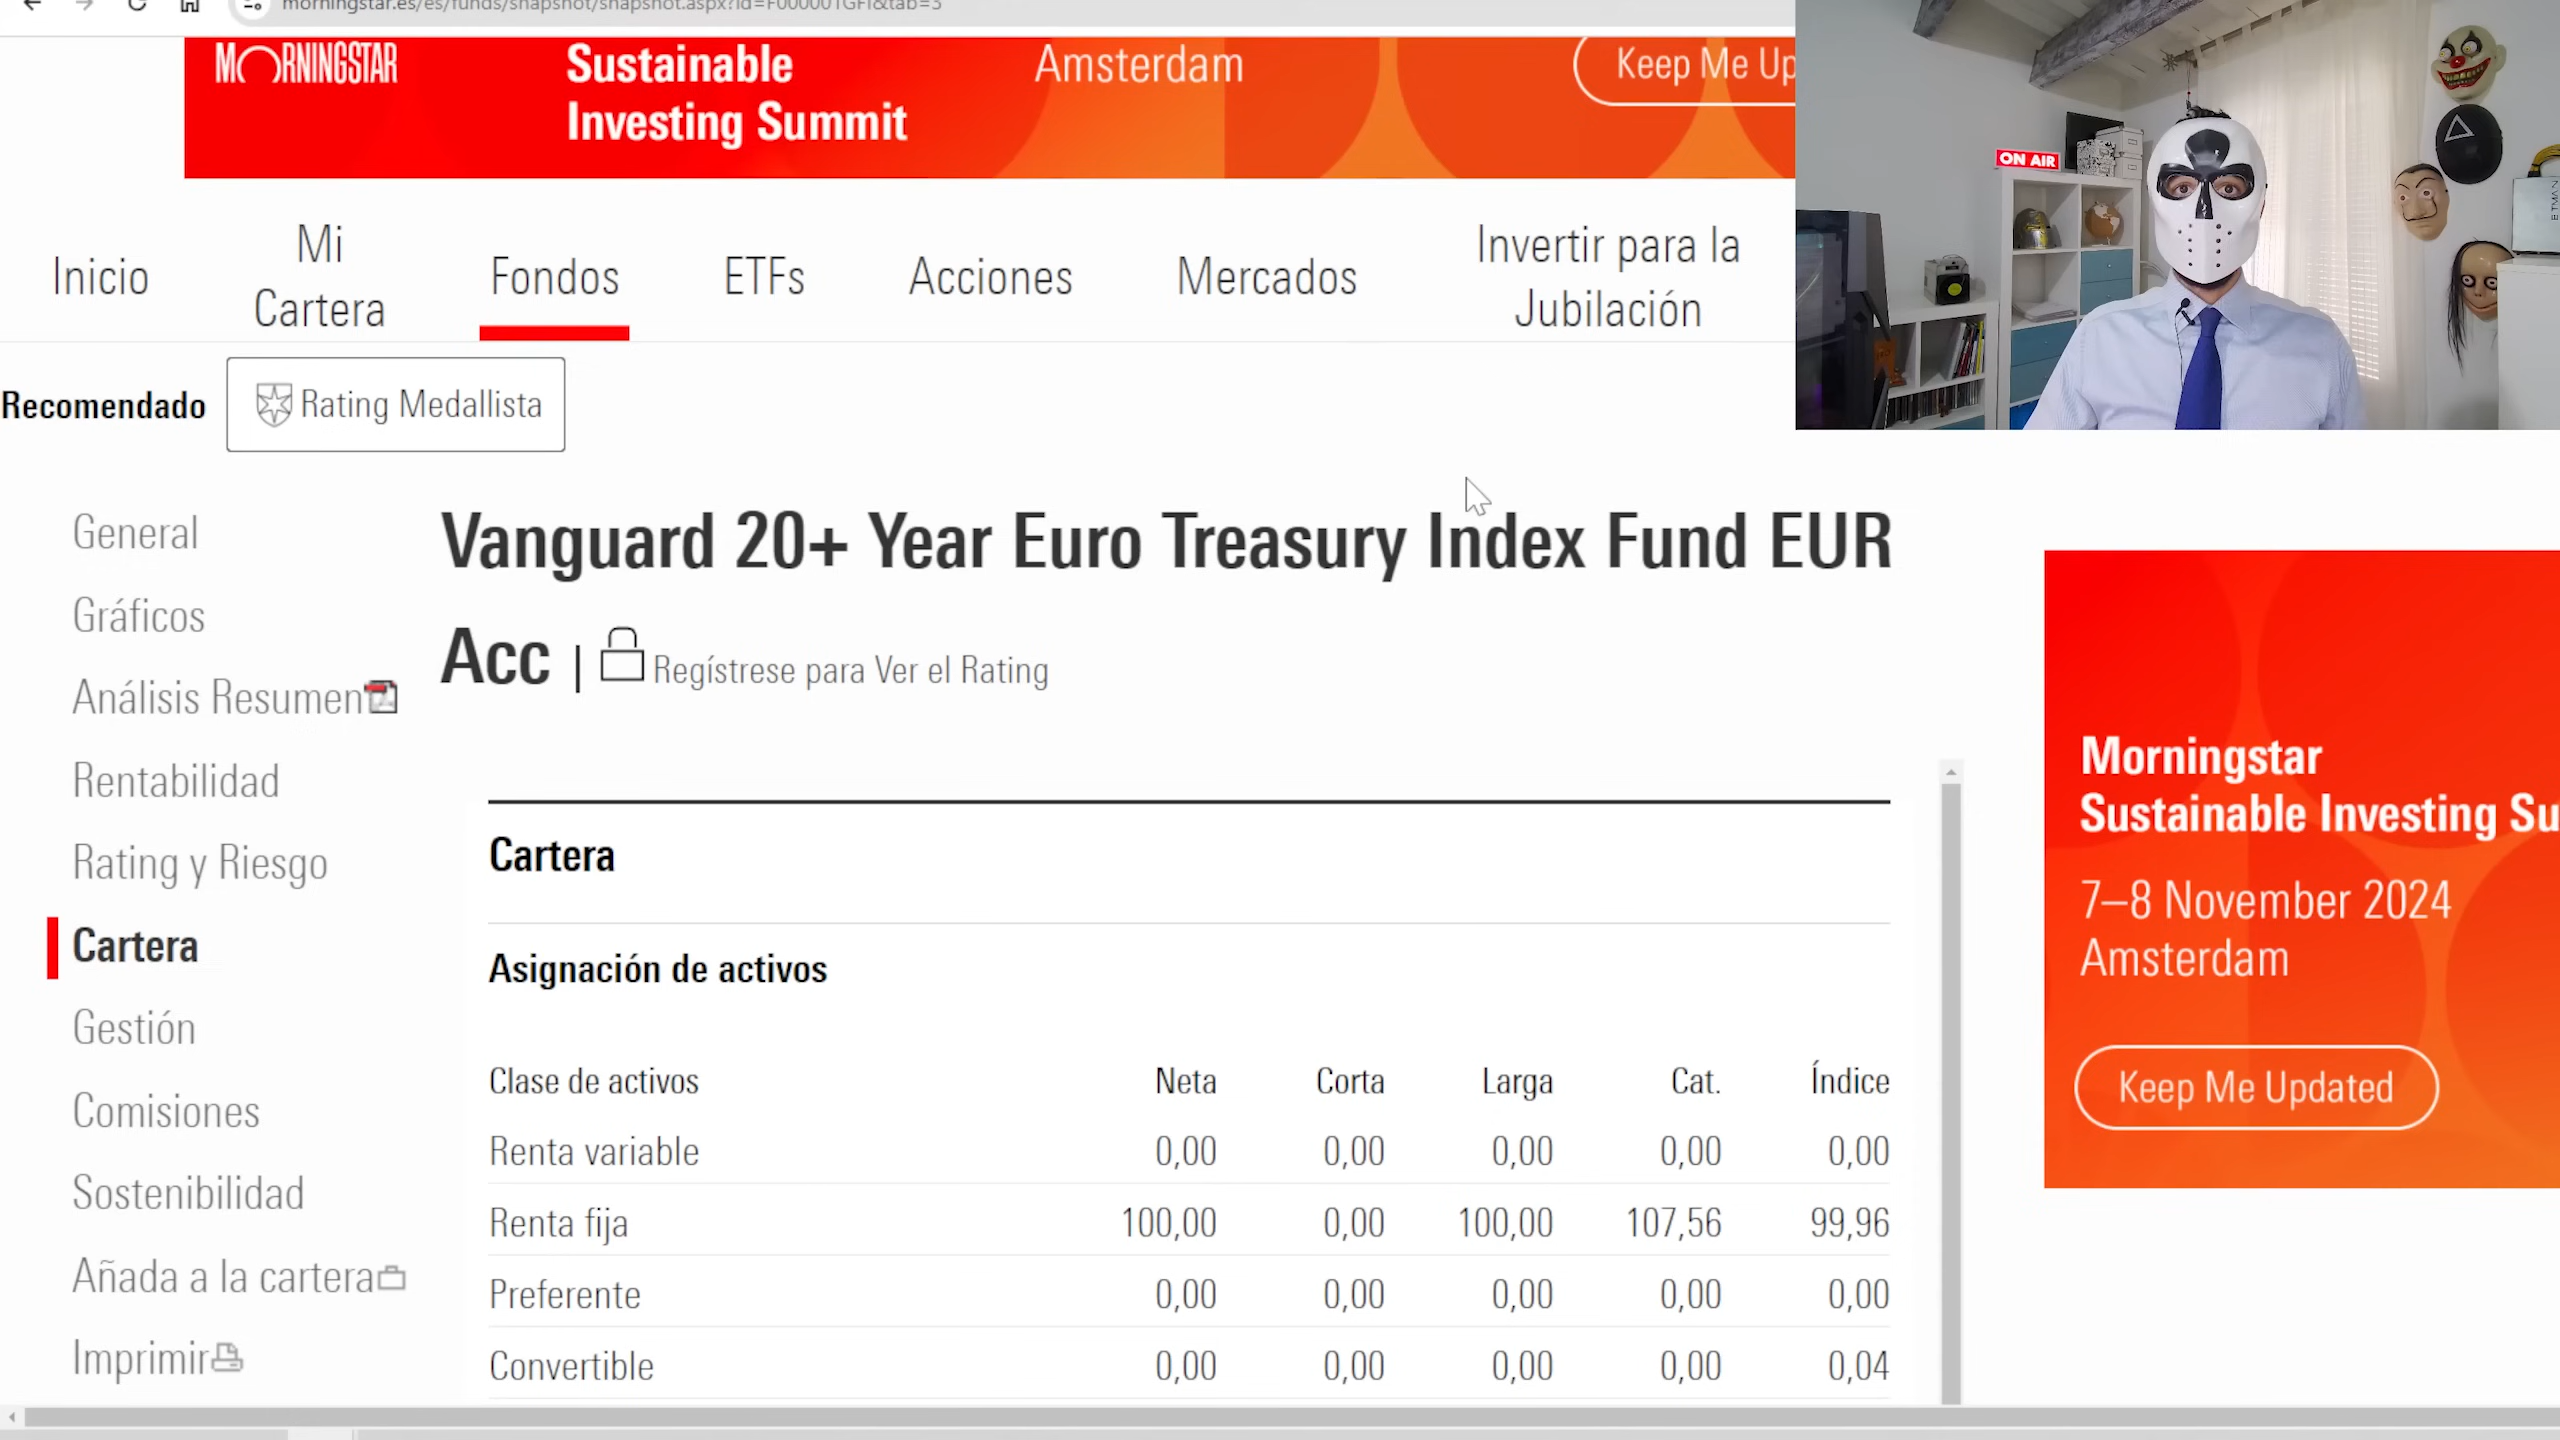 morningstar.es/es/funds/snapshot/snapshot.aspx?id=F000001GFI&tab=3
MORNINGSTAR
Sustainable
Investing Summit
Amsterdam
Keep Me Up
ON AIR
Inicio
Mi
Cartera
Fondos
ETFs
Acciones
Mercados
Invertir para la
Jubilación
Recomendado
Rating Medallista
General
Gráficos
Análisis Resumen
Rentabilidad
Rating y Riesgo
Cartera
Gestión
Comisiones
Sostenibilidad
Añada a la cartera
Imprimir
Vanguard 20+ Year Euro Treasury Index Fund EUR
Acc | Regístrese para Ver el Rating
Cartera
Asignación de activos
Clase de activos Neta Corta Larga Cat. Índice
Renta variable 0,00 0,00 0,00 0,00 0,00
Renta fija 100,00 0,00 100,00 107,56 99,96
Preferente 0,00 0,00 0,00 0,00 0,00
Convertible 0,00 0,00 0,00 0,00 0,04
Morningstar
Sustainable Investing Su
7–8 November 2024
Amsterdam
Keep Me Updated